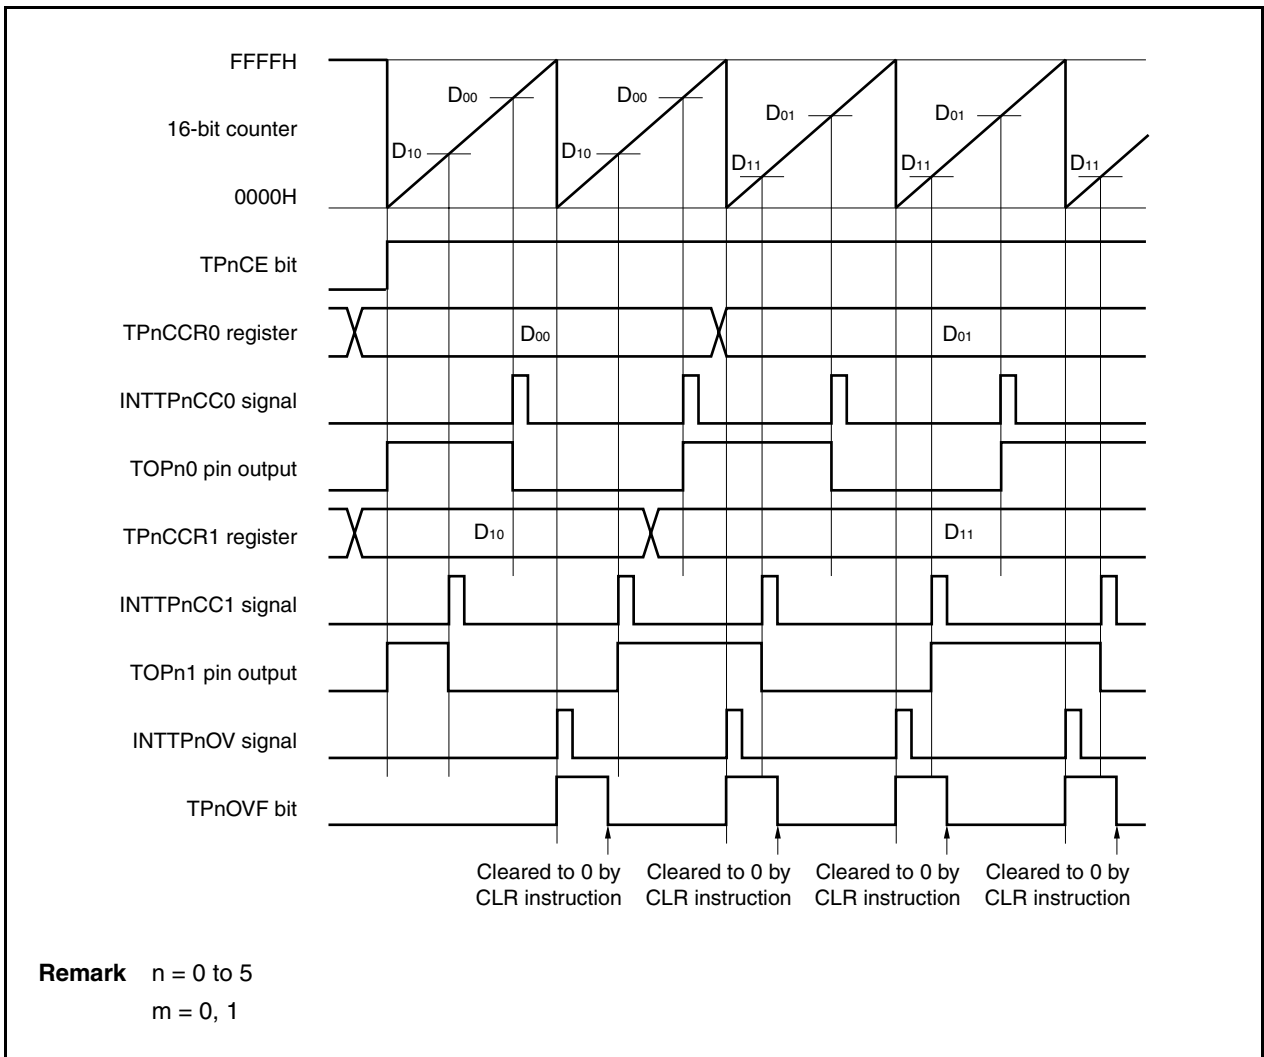 FFFFH
D00 D00
D01 D01
16-bit counter
D10 D10
D11 D11 D11
0000H
TPnCE bit
TPnCCR0 register
D00 D01
INTTPnCC0 signal
TOPn0 pin output
TPnCCR1 register
D10 D11
INTTPnCC1 signal
TOPn1 pin output
INTTPnOV signal
TPnOVF bit
Cleared to 0 by
CLR instruction
Cleared to 0 by
CLR instruction
Cleared to 0 by
CLR instruction
Cleared to 0 by
CLR instruction
Remark n = 0 to 5
m = 0, 1